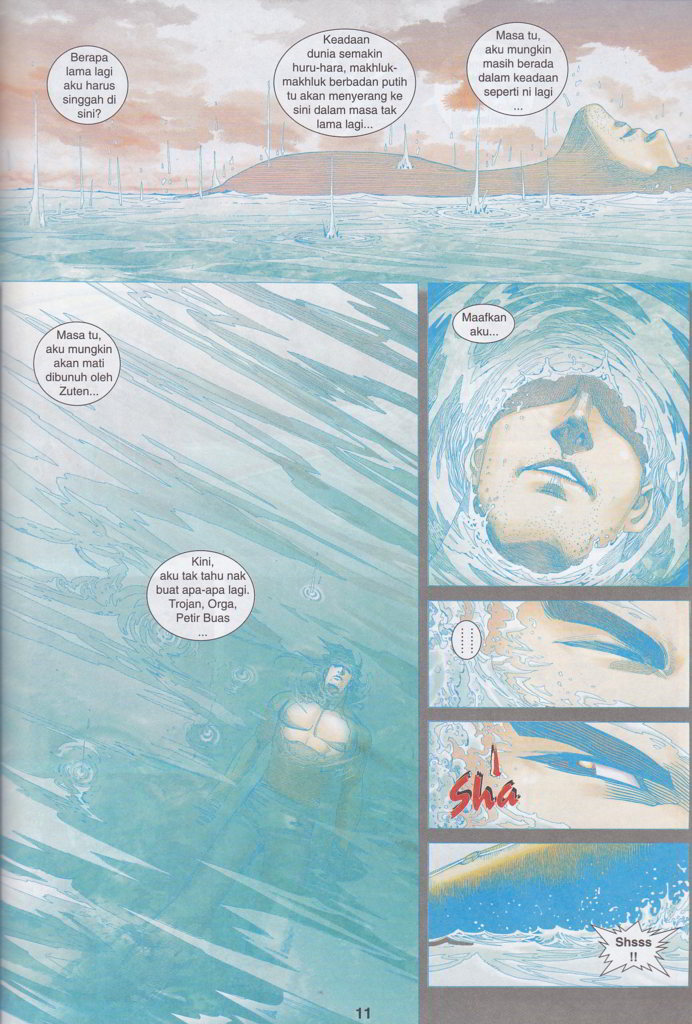 Berapa
lama lagi
aku harus
singgah di
sini?
Keadaan
dunia semakin
huru-hara, makhluk-
makhluk berbadan putih
tu akan menyerang ke
sini dalam masa tak
lama lagi...
Masa tu,
aku mungkin
masih berada
dalam keadaan
seperti ni lagi
...
Masa tu,
aku mungkin
akan mati
dibunuh oleh
Zuten...
Kini,
aku tak tahu nak
buat apa-apa lagi.
Trojan, Orga,
Petir Buas
...
Maafkan
aku...
......
Sha
Shsss
!!
11